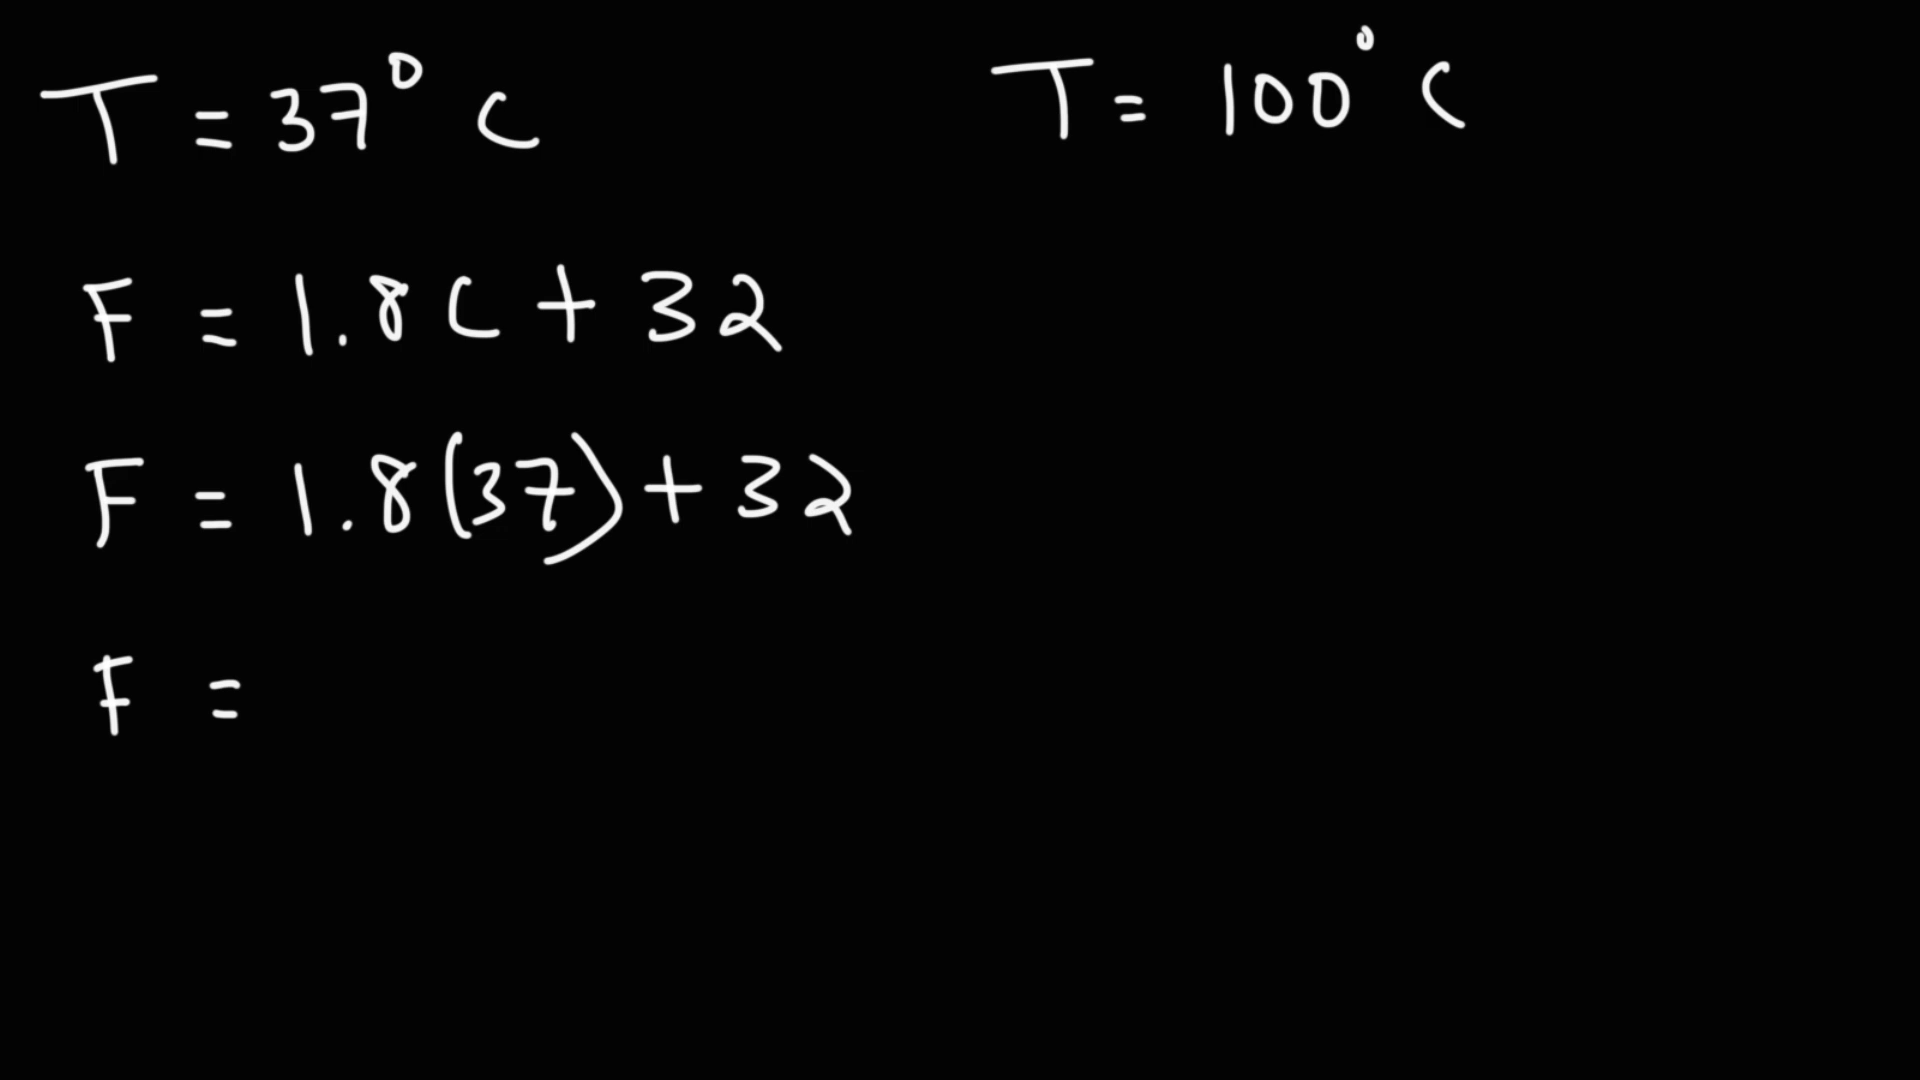 T = 37° C
F = 1.8 C + 32
F = 1.8 (37) + 32
F =
T = 100° C